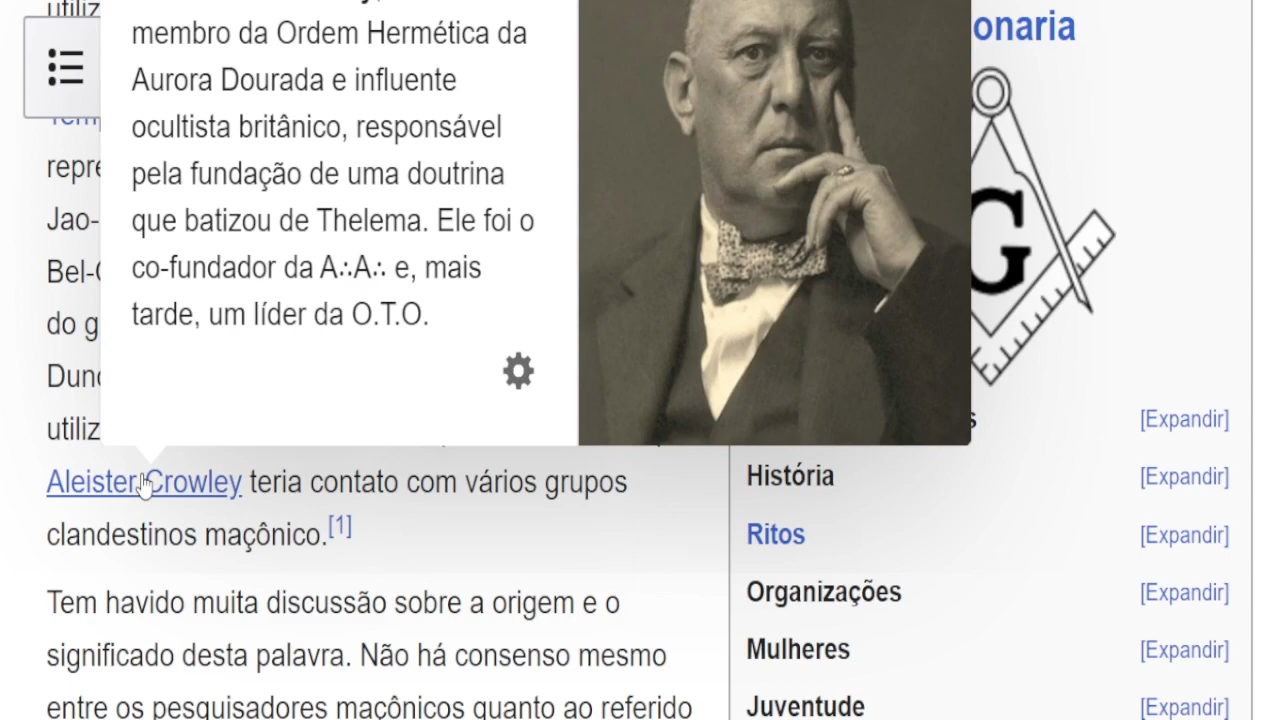 membro da Ordem Hermética da
Aurora Dourada e influente
ocultista britânico, responsável
pela fundação de uma doutrina
que batizou de Thelema. Ele foi o
co-fundador da A∴A∴ e, mais
tarde, um líder da O.T.O.
utiliz
repre
Jao-
do g
utiliz
Aleister Crowley teria contato com vários grupos
clandestinos maçônico.[1]
Tem havido muita discussão sobre a origem e o
significado desta palavra. Não há consenso mesmo
entre os pesquisadores maçônicos quanto ao referido
onaria
G
s [Expandir]
História [Expandir]
Ritos [Expandir]
Organizações [Expandir]
Mulheres [Expandir]
Juventude [Expandir]